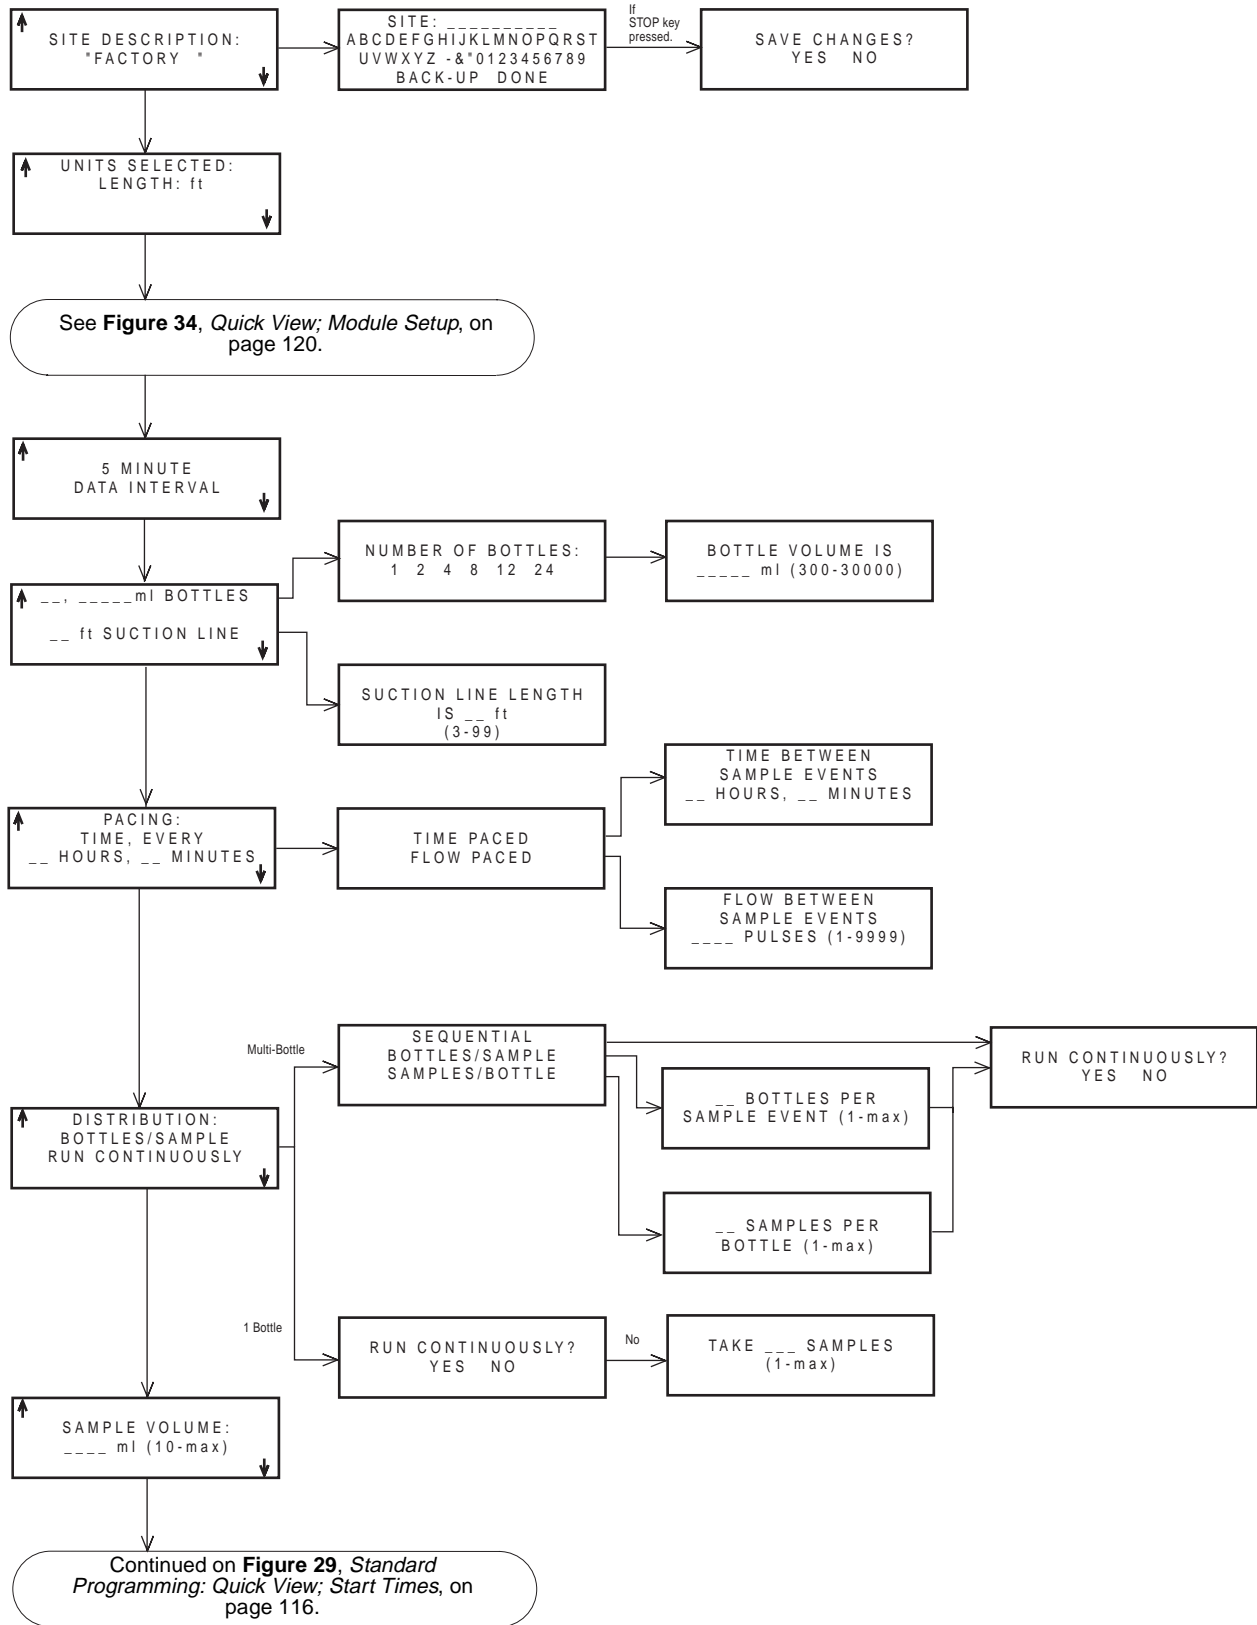 SITE DESCRIPTION:
"FACTORY "
SITE: __________
ABCDEFGHIJKLMNOPQRST
UVWXYZ -&"0123456789
BACK-UP DONE
If
STOP key
pressed.
SAVE CHANGES?
YES NO
UNITS SELECTED:
LENGTH: ft
See Figure 34, Quick View; Module Setup, on
page 120.
5 MINUTE
DATA INTERVAL
__, _____ml BOTTLES
__ ft SUCTION LINE
NUMBER OF BOTTLES:
1 2 4 8 12 24
BOTTLE VOLUME IS
_____ ml (300-30000)
SUCTION LINE LENGTH
IS __ ft
(3-99)
PACING:
TIME, EVERY
__ HOURS, __ MINUTES
TIME PACED
FLOW PACED
TIME BETWEEN
SAMPLE EVENTS
__ HOURS, __ MINUTES
FLOW BETWEEN
SAMPLE EVENTS
____ PULSES (1-9999)
DISTRIBUTION:
BOTTLES/SAMPLE
RUN CONTINUOUSLY
Multi-Bottle
SEQUENTIAL
BOTTLES/SAMPLE
SAMPLES/BOTTLE
__ BOTTLES PER
SAMPLE EVENT (1-max)
__ SAMPLES PER
BOTTLE (1-max)
RUN CONTINUOUSLY?
YES NO
1 Bottle
RUN CONTINUOUSLY?
YES NO
No
TAKE ___ SAMPLES
(1-max)
SAMPLE VOLUME:
____ ml (10-max)
Continued on Figure 29, Standard
Programming: Quick View; Start Times, on
page 116.